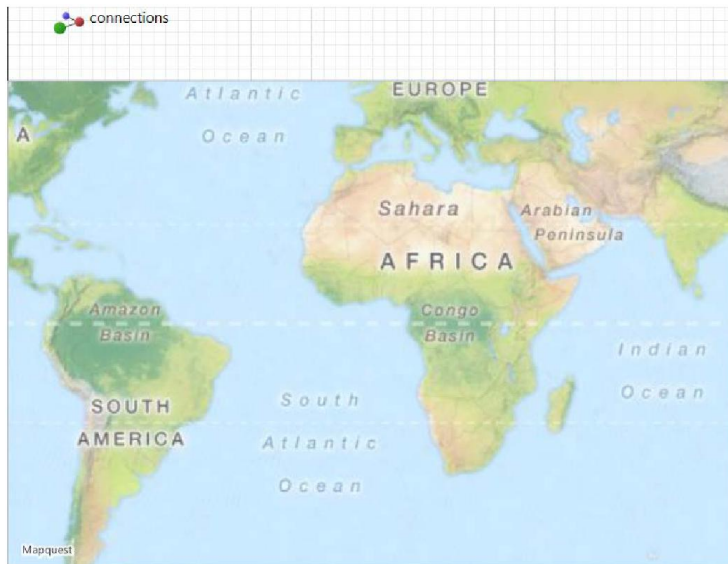 connections
EUROPE
Atlantic
Ocean
A
Sahara
Arabian
Peninsula
AFRICA
Amazon
Basin
Congo
Basin
Indian
Ocean
SOUTH
AMERICA
South
Atlantic
Ocean
Mapquest